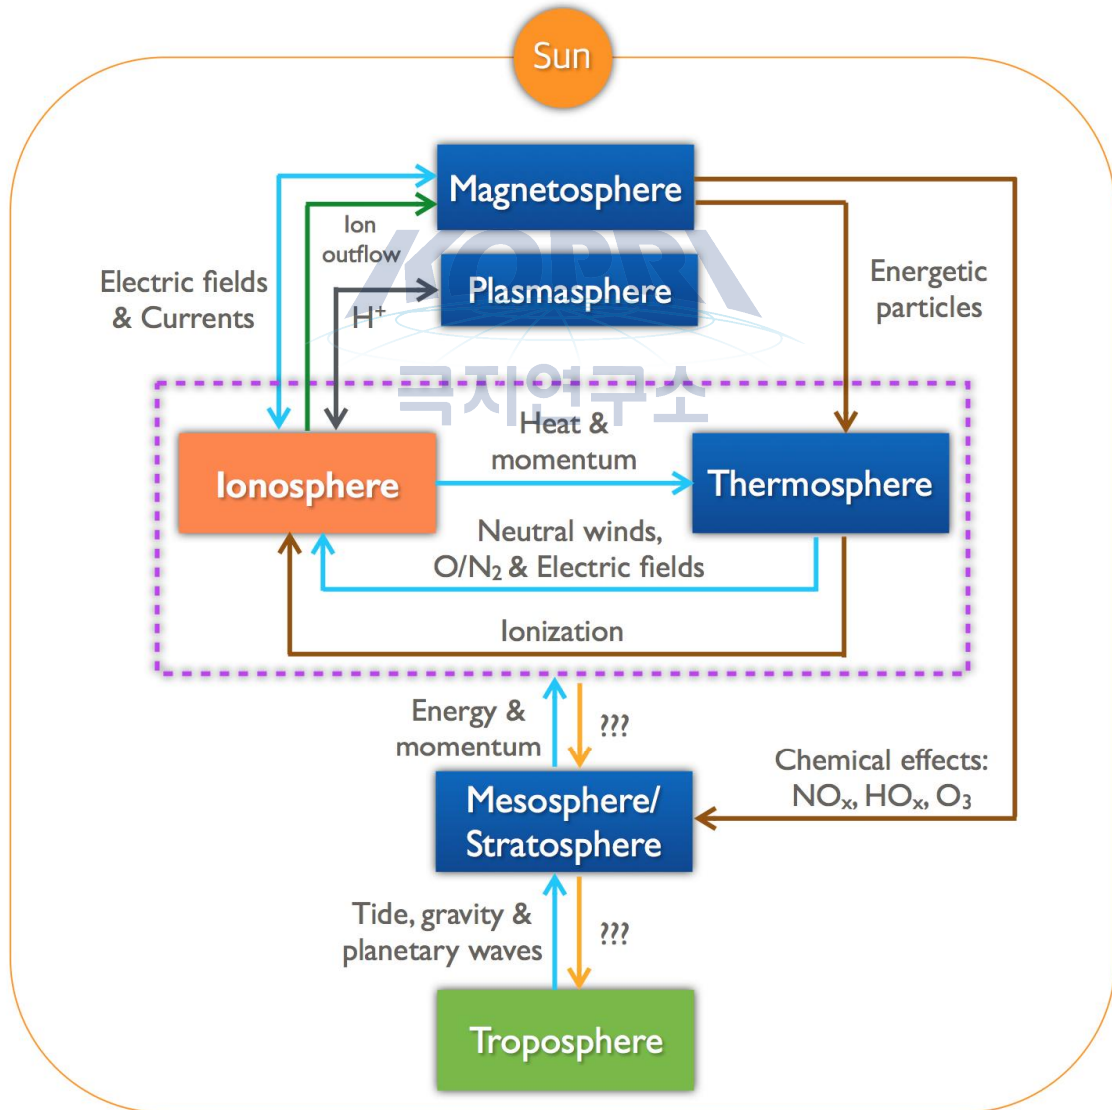 Sun
Magnetosphere
Ion
outflow
Electric fields
& Currents
H⁺
Plasmasphere
Energetic
particles
KOPRI
극지연구소
Heat &
momentum
Ionosphere
Thermosphere
Neutral winds,
O/N₂ & Electric fields
Ionization
Energy &
momentum
???
Chemical effects:
NOₓ, HOₓ, O₃
Mesosphere/
Stratosphere
Tide, gravity &
planetary waves
???
Troposphere